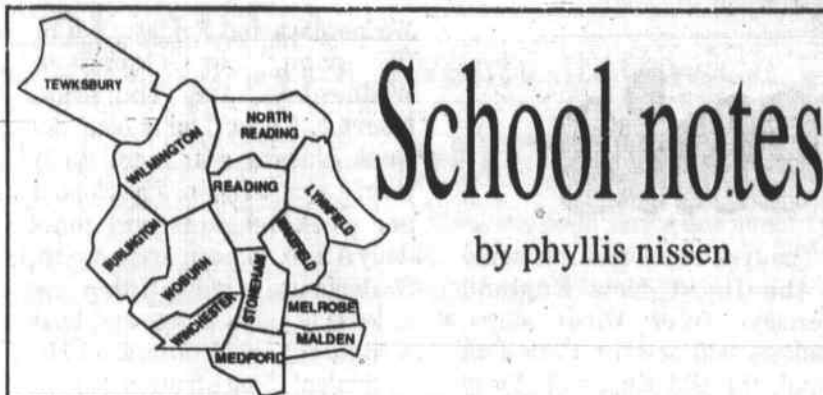 TEWKSBURY
WILMINGTON
NORTH
READING
READING
LYNNFIELD
BURLINGTON
WOBURN
WAKEFIELD
STONEHAM
WINCHESTER
MELROSE
MALDEN
MEDFORD
School notes
by phyllis nissen